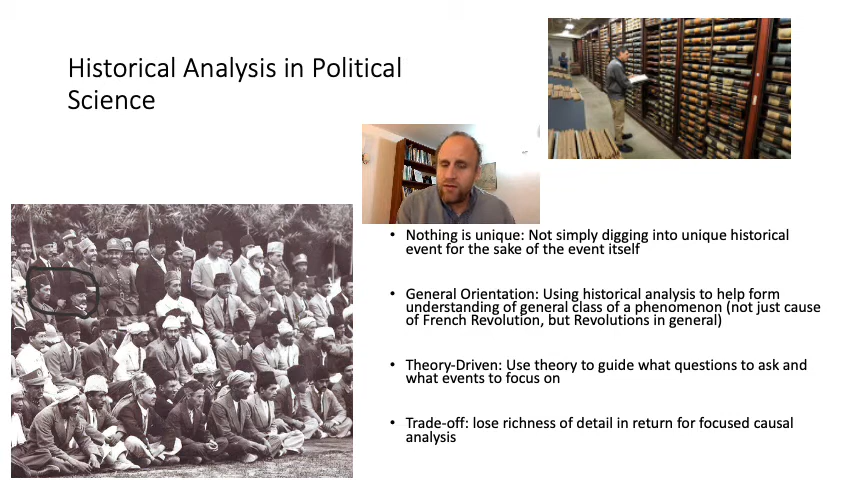 Historical Analysis in Political
Science
• Nothing is unique: Not simply digging into unique historical
event for the sake of the event itself
• General Orientation: Using historical analysis to help form
understanding of general class of a phenomenon (not just cause
of French Revolution, but Revolutions in general)
• Theory-Driven: Use theory to guide what questions to ask and
what events to focus on
• Trade-off: lose richness of detail in return for focused causal
analysis